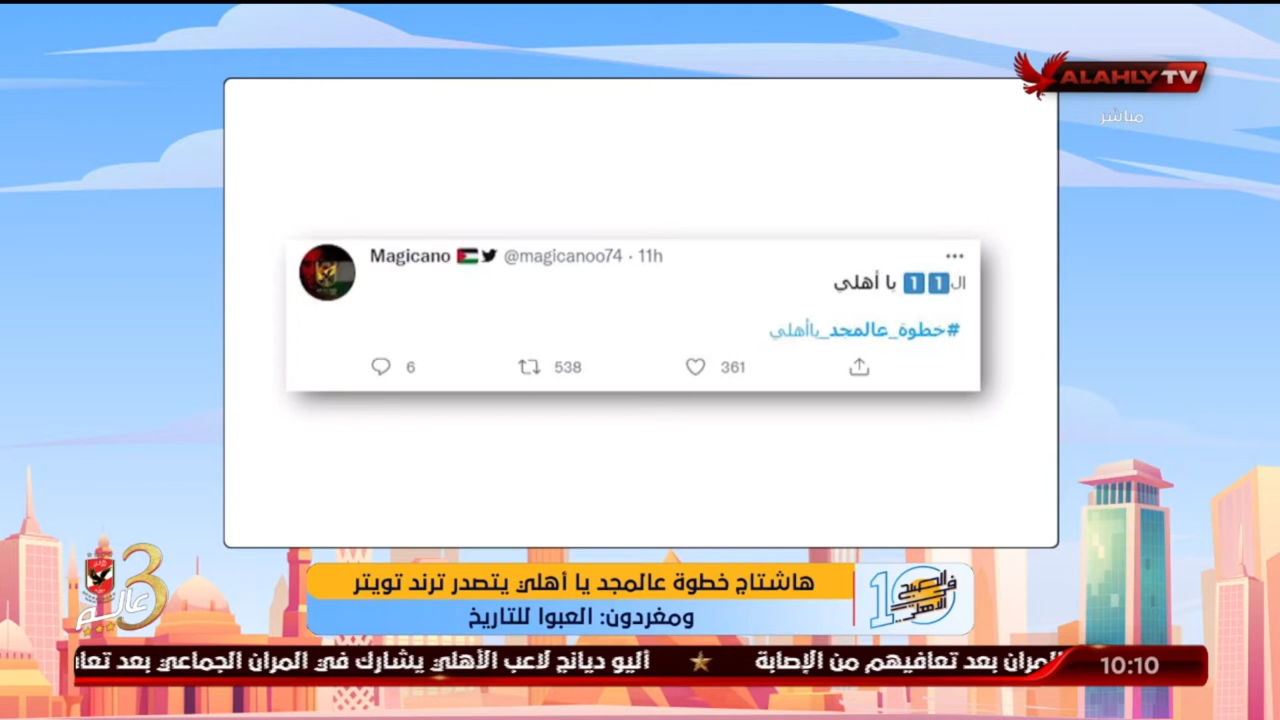 ALAHLY TV
مباشر
Magicano @magicanoo74 · 11h
ال11 يا أهلي
#خطوة_عالمجد_ياأهلي
6 538 361
3 عالم
هاشتاج خطوة عالمجد يا أهلي يتصدر ترند تويتر
ومغردون: العبوا للتاريخ
10 الصبح في الأهلي
المران بعد تعافيهم من الإصابة ★ أليو ديانج لاعب الأهلي يشارك في المران الجماعي بعد تعا
10:10